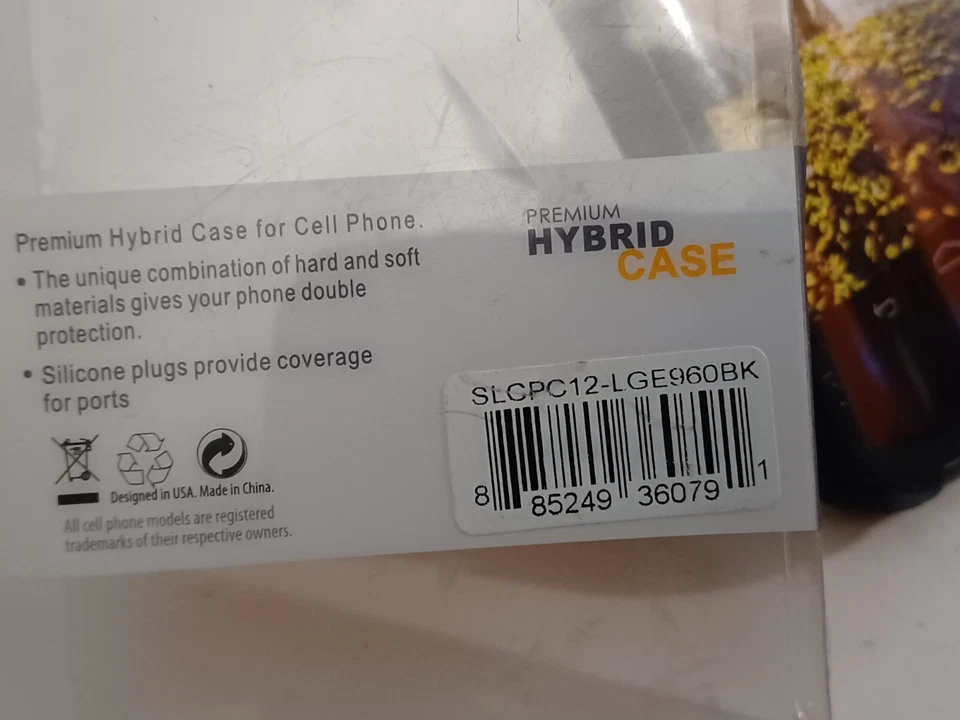 Premium Hybrid Case for Cell Phone.
• The unique combination of hard and soft
materials gives your phone double
protection.
• Silicone plugs provide coverage
for ports
Designed in USA. Made in China.
All cell phone models are registered
trademarks of their respective owners.
PREMIUM
HYBRID
CASE
SLCPC12-LGE960BK
8 85249 36079 1